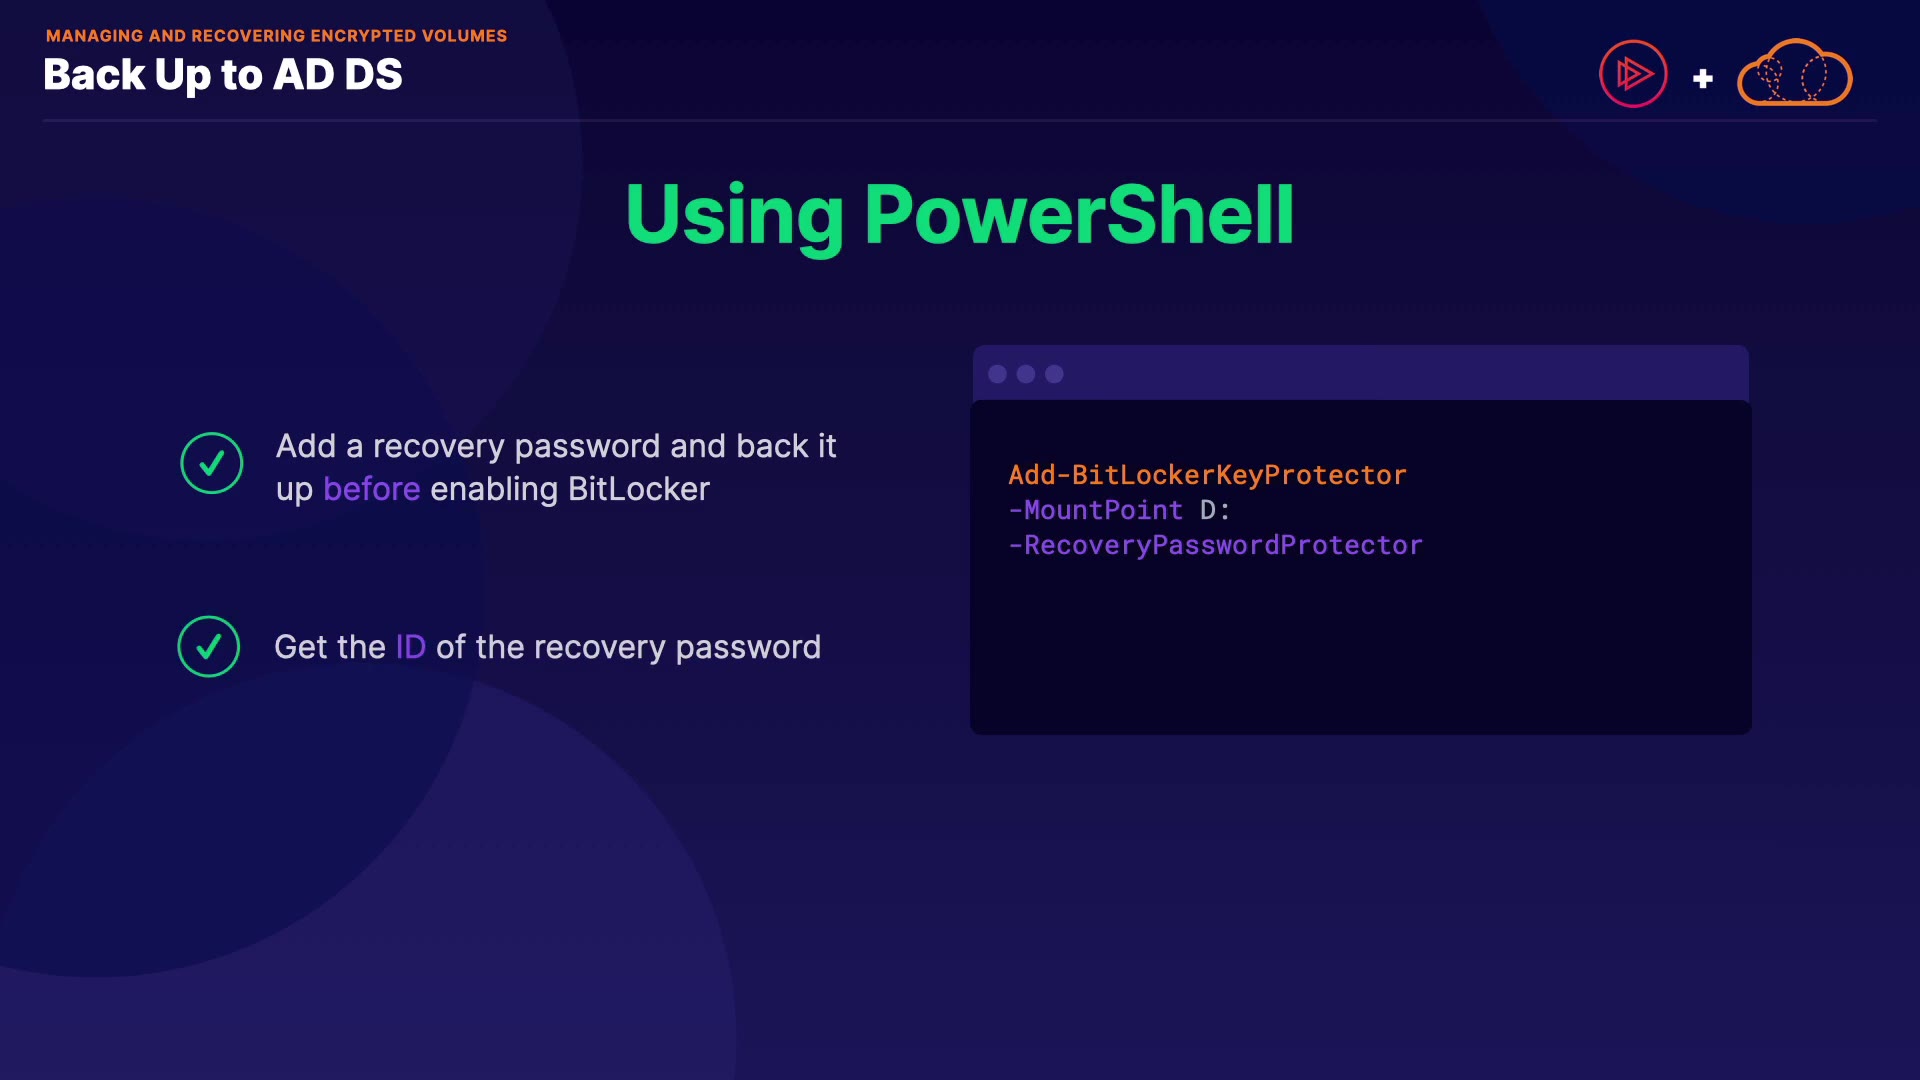 MANAGING AND RECOVERING ENCRYPTED VOLUMES
Back Up to AD DS
Using PowerShell
Add a recovery password and back it
up before enabling BitLocker
Get the ID of the recovery password
Add-BitLockerKeyProtector
-MountPoint D:
-RecoveryPasswordProtector